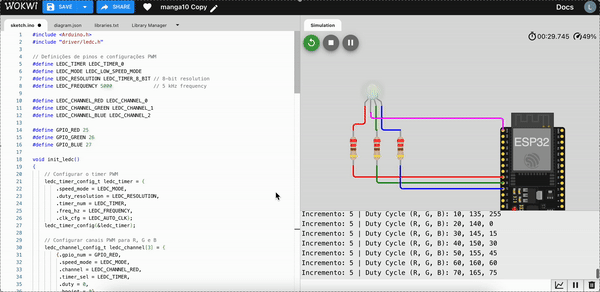 WOKWI
SAVE
SHARE
manga10 Copy
Docs
sketch.ino
diagram.json
libraries.txt
Library Manager
Simulation
1 #include <Arduino.h>
2 #include "driver/ledc.h"
3
4 // Definições de pinos e configurações PWM
5 #define LEDC_TIMER LEDC_TIMER_0
6 #define LEDC_MODE LEDC_LOW_SPEED_MODE
7 #define LEDC_RESOLUTION LEDC_TIMER_8_BIT // 8-bit resolution
8 #define LEDC_FREQUENCY 5000 // 5 kHz frequency
9
10 #define LEDC_CHANNEL_RED LEDC_CHANNEL_0
11 #define LEDC_CHANNEL_GREEN LEDC_CHANNEL_1
12 #define LEDC_CHANNEL_BLUE LEDC_CHANNEL_2
13
14 #define GPIO_RED 25
15 #define GPIO_GREEN 26
16 #define GPIO_BLUE 27
17
18 void init_ledc()
19 {
20 // Configurar o timer PWM
21 ledc_timer_config_t ledc_timer = {
22 .speed_mode = LEDC_MODE,
23 .duty_resolution = LEDC_RESOLUTION,
24 .timer_num = LEDC_TIMER,
25 .freq_hz = LEDC_FREQUENCY,
26 .clk_cfg = LEDC_AUTO_CLK};
27 ledc_timer_config(&ledc_timer);
28
29 // Configurar canais PWM para R, G e B
30 ledc_channel_config_t ledc_channel[3] = {
31 {.gpio_num = GPIO_RED,
32 .speed_mode = LEDC_MODE,
33 .channel = LEDC_CHANNEL_RED,
34 .timer_sel = LEDC_TIMER,
35 .duty = 0,
00:29.745
49%
ESP32
Incremento: 5 | Duty Cycle (R, G, B): 10, 135, 255
Incremento: 5 | Duty Cycle (R, G, B): 20, 140, 0
Incremento: 5 | Duty Cycle (R, G, B): 30, 145, 15
Incremento: 5 | Duty Cycle (R, G, B): 40, 150, 30
Incremento: 5 | Duty Cycle (R, G, B): 50, 155, 45
Incremento: 5 | Duty Cycle (R, G, B): 60, 160, 60
Incremento: 5 | Duty Cycle (R, G, B): 70, 165, 75